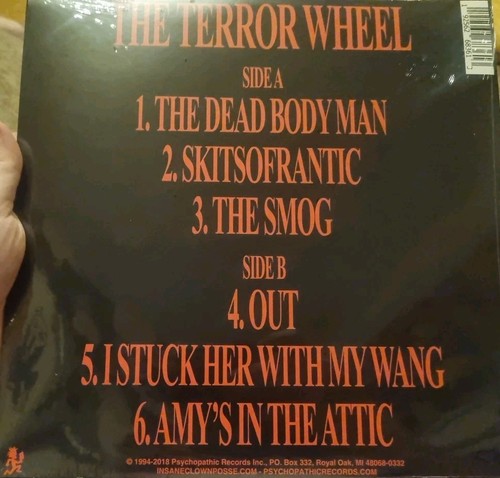 THE TERROR WHEEL
SIDE A
1. THE DEAD BODY MAN
2. SKITSOFRANTIC
3. THE SMOG
SIDE B
4. OUT
5. I STUCK HER WITH MY WANG
6. AMY'S IN THE ATTIC
© 1994-2018 Psychopathic Records Inc., P.O. Box 332, Royal Oak, MI 48068-0332
INSANECLOWNPOSSE.COM - PSYCHOPATHICRECORDS.COM